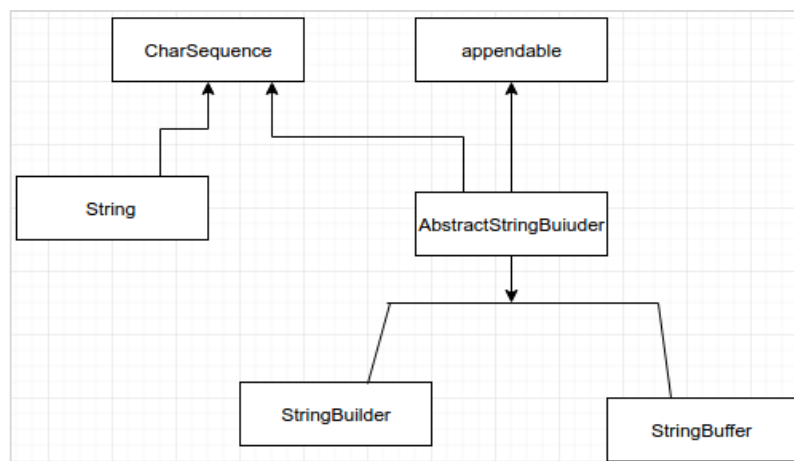 CharSequence
appendable
String
AbstractStringBuiuder
StringBuilder
StringBuffer